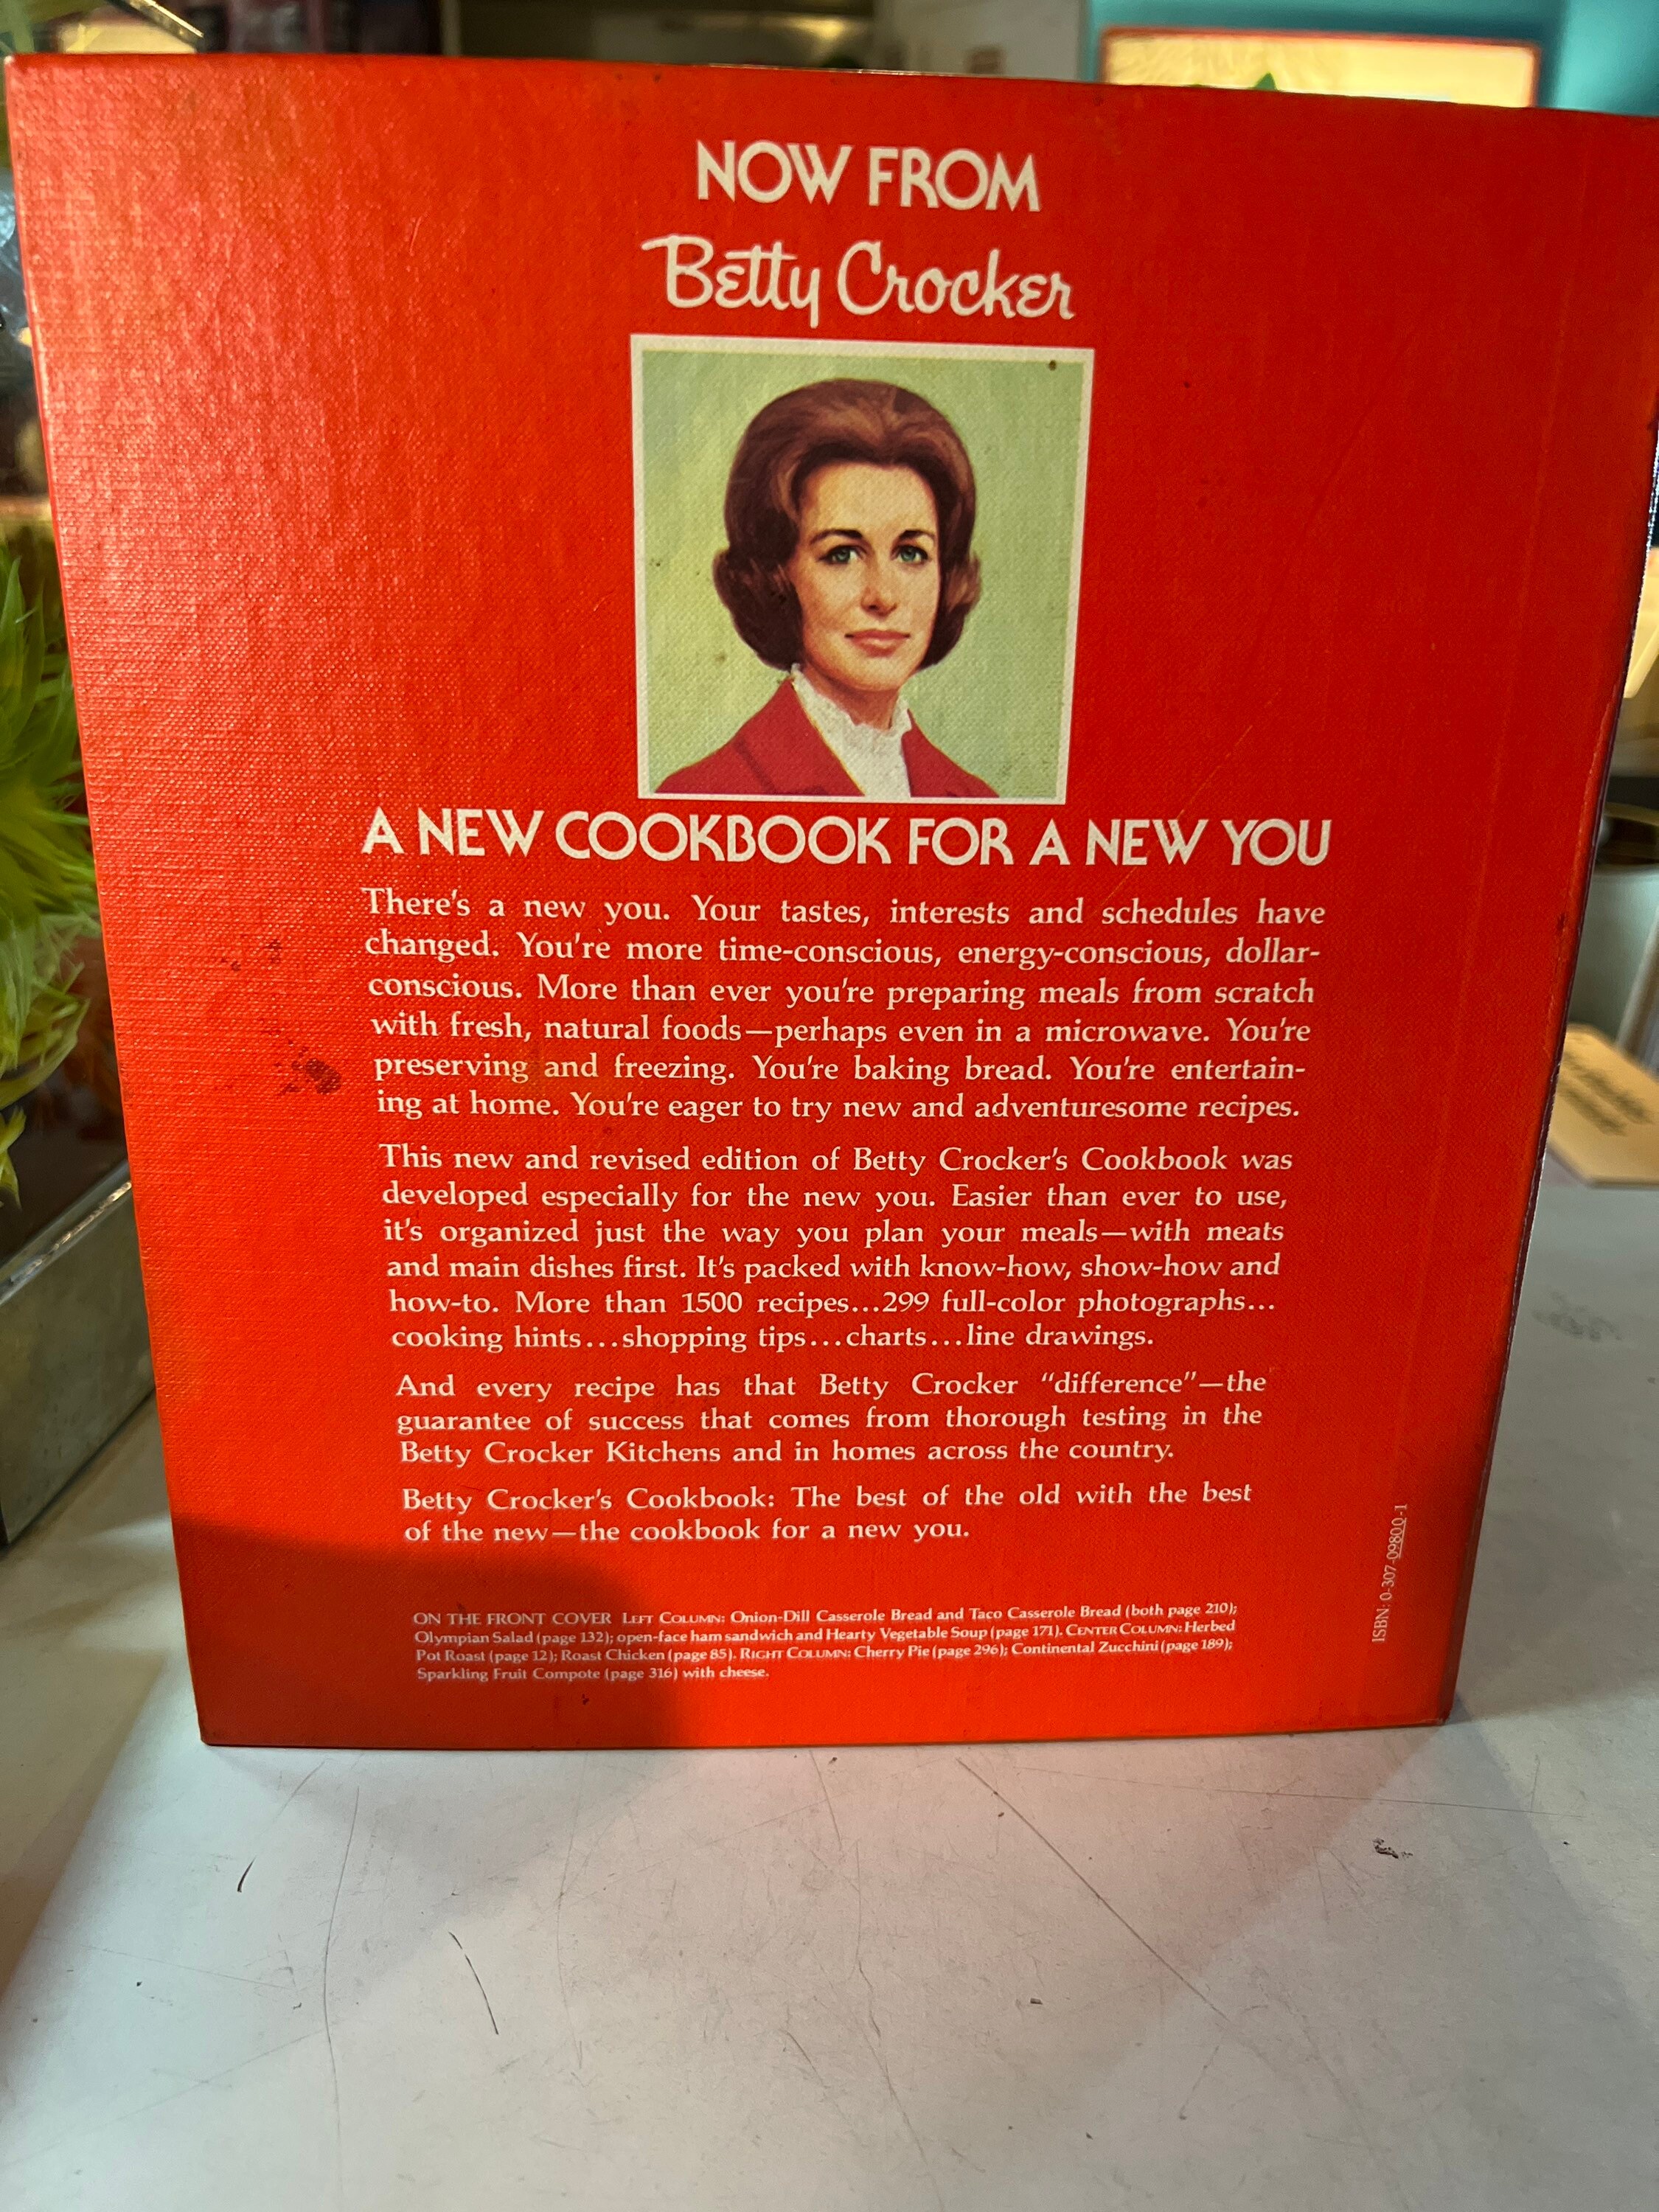 NOW FROM
Betty Crocker
A NEW COOKBOOK FOR A NEW YOU
There's a new you. Your tastes, interests and schedules have
changed. You're more time-conscious, energy-conscious, dollar-
conscious. More than ever you're preparing meals from scratch
with fresh, natural foods—perhaps even in a microwave. You're
preserving and freezing. You're baking bread. You're entertain-
ing at home. You're eager to try new and adventuresome recipes.
This new and revised edition of Betty Crocker's Cookbook was
developed especially for the new you. Easier than ever to use,
it's organized just the way you plan your meals—with meats
and main dishes first. It's packed with know-how, show-how and
how-to. More than 1500 recipes...299 full-color photographs...
cooking hints...shopping tips...charts...line drawings.
And every recipe has that Betty Crocker "difference"—the
guarantee of success that comes from thorough testing in the
Betty Crocker Kitchens and in homes across the country.
Betty Crocker's Cookbook: The best of the old with the best
of the new—the cookbook for a new you.
ON THE FRONT COVER LEFT COLUMN: Onion-Dill Casserole Bread and Taco Casserole Bread (both page 210);
Olympian Salad (page 132); open-face ham sandwich and Hearty Vegetable Soup (page 171). CENTER COLUMN: Herbed
Pot Roast (page 12); Roast Chicken (page 85). RIGHT COLUMN: Cherry Pie (page 296); Continental Zucchini (page 189);
Sparkling Fruit Compote (page 316) with cheese.
ISBN: 0-307-09800-1